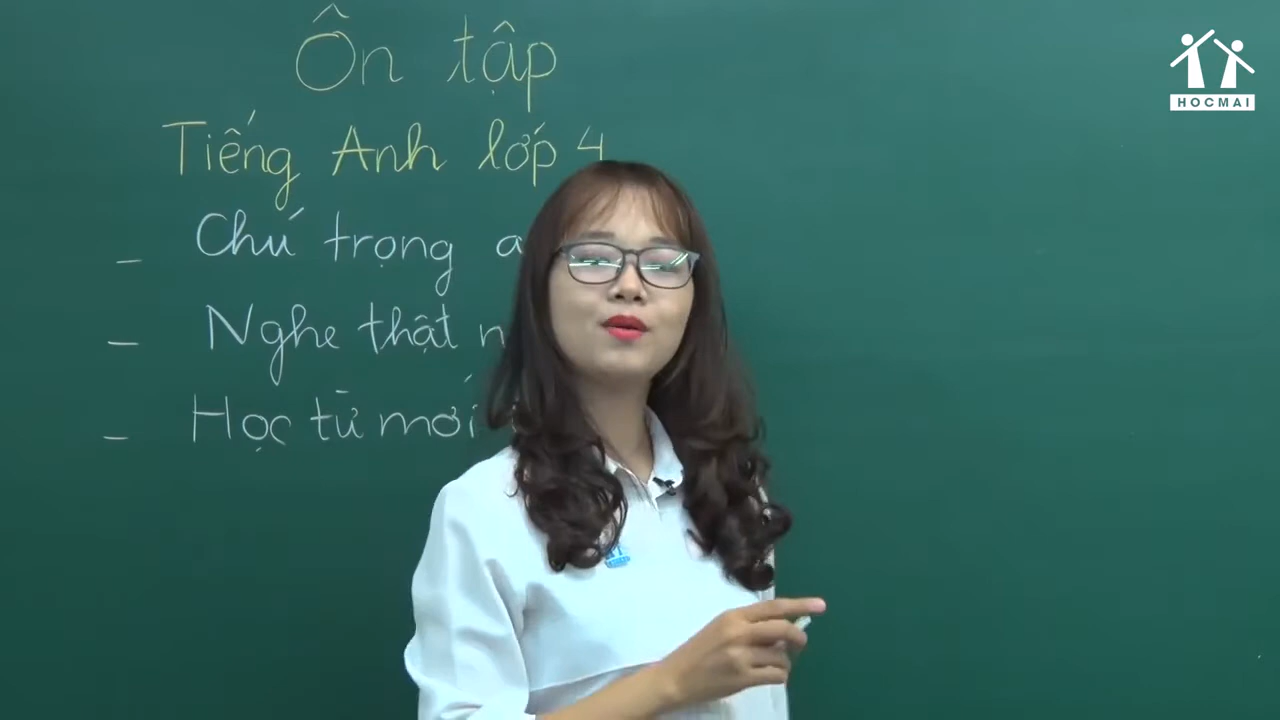 Ôn tập
Tiếng Anh lớp 4
- Chú trọng
- Nghe thật
- Học từ mới
HOCMAI